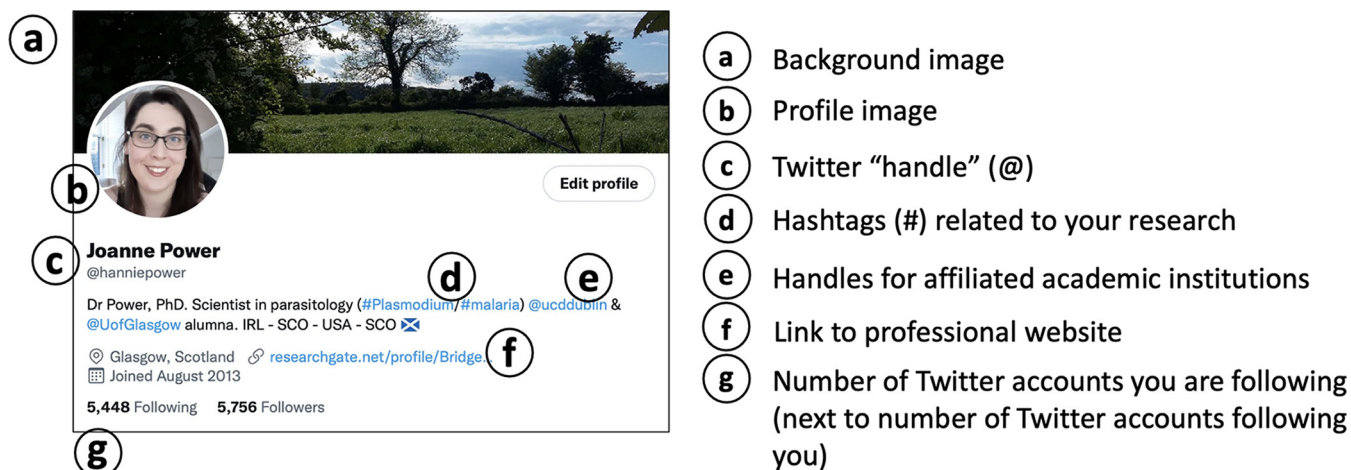 a
b
Edit profile
c
Joanne Power
@hanniepower
d
e
Dr Power, PhD. Scientist in parasitology (#Plasmodium/#malaria) @ucddublin &
@UofGlasgow alumna. IRL - SCO - USA - SCO
Glasgow, Scotland researchgate.net/profile/Bridge...
f
Joined August 2013
5,448 Following 5,756 Followers
g
a Background image
b Profile image
c Twitter “handle” (@)
d Hashtags (#) related to your research
e Handles for affiliated academic institutions
f Link to professional website
g Number of Twitter accounts you are following
(next to number of Twitter accounts following
you)